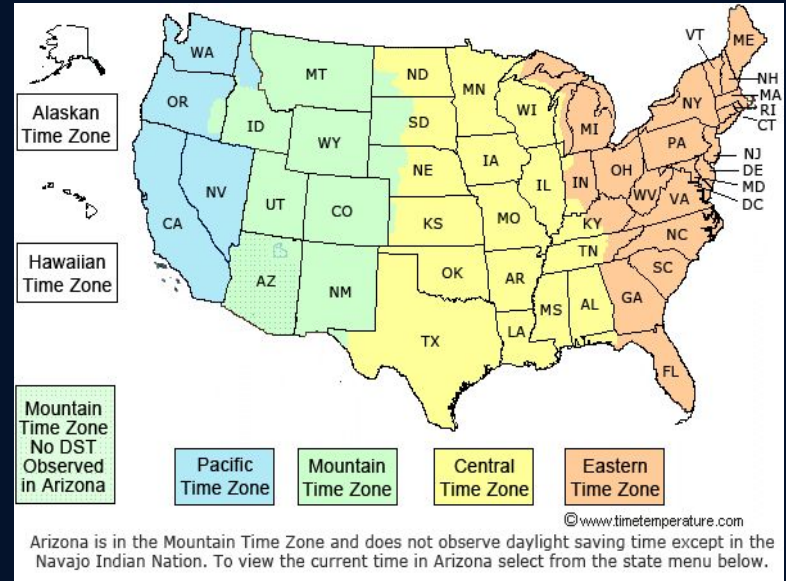 WA
OR
CA
NV
ID
MT
WY
UT
CO
AZ
NM
ND
SD
NE
KS
OK
TX
MN
IA
MO
AR
LA
WI
IL
MS
AL
TN
KY
IN
MI
OH
WV
VA
NC
SC
GA
FL
PA
NY
VT
ME
NH
MA
RI
CT
NJ
DE
MD
DC
Alaskan
Time Zone
Hawaiian
Time Zone
Mountain
Time Zone
No DST
Observed
in Arizona
Pacific
Time Zone
Mountain
Time Zone
Central
Time Zone
Eastern
Time Zone
©www.timetemperature.com
Arizona is in the Mountain Time Zone and does not observe daylight saving time except in the
Navajo Indian Nation. To view the current time in Arizona select from the state menu below.